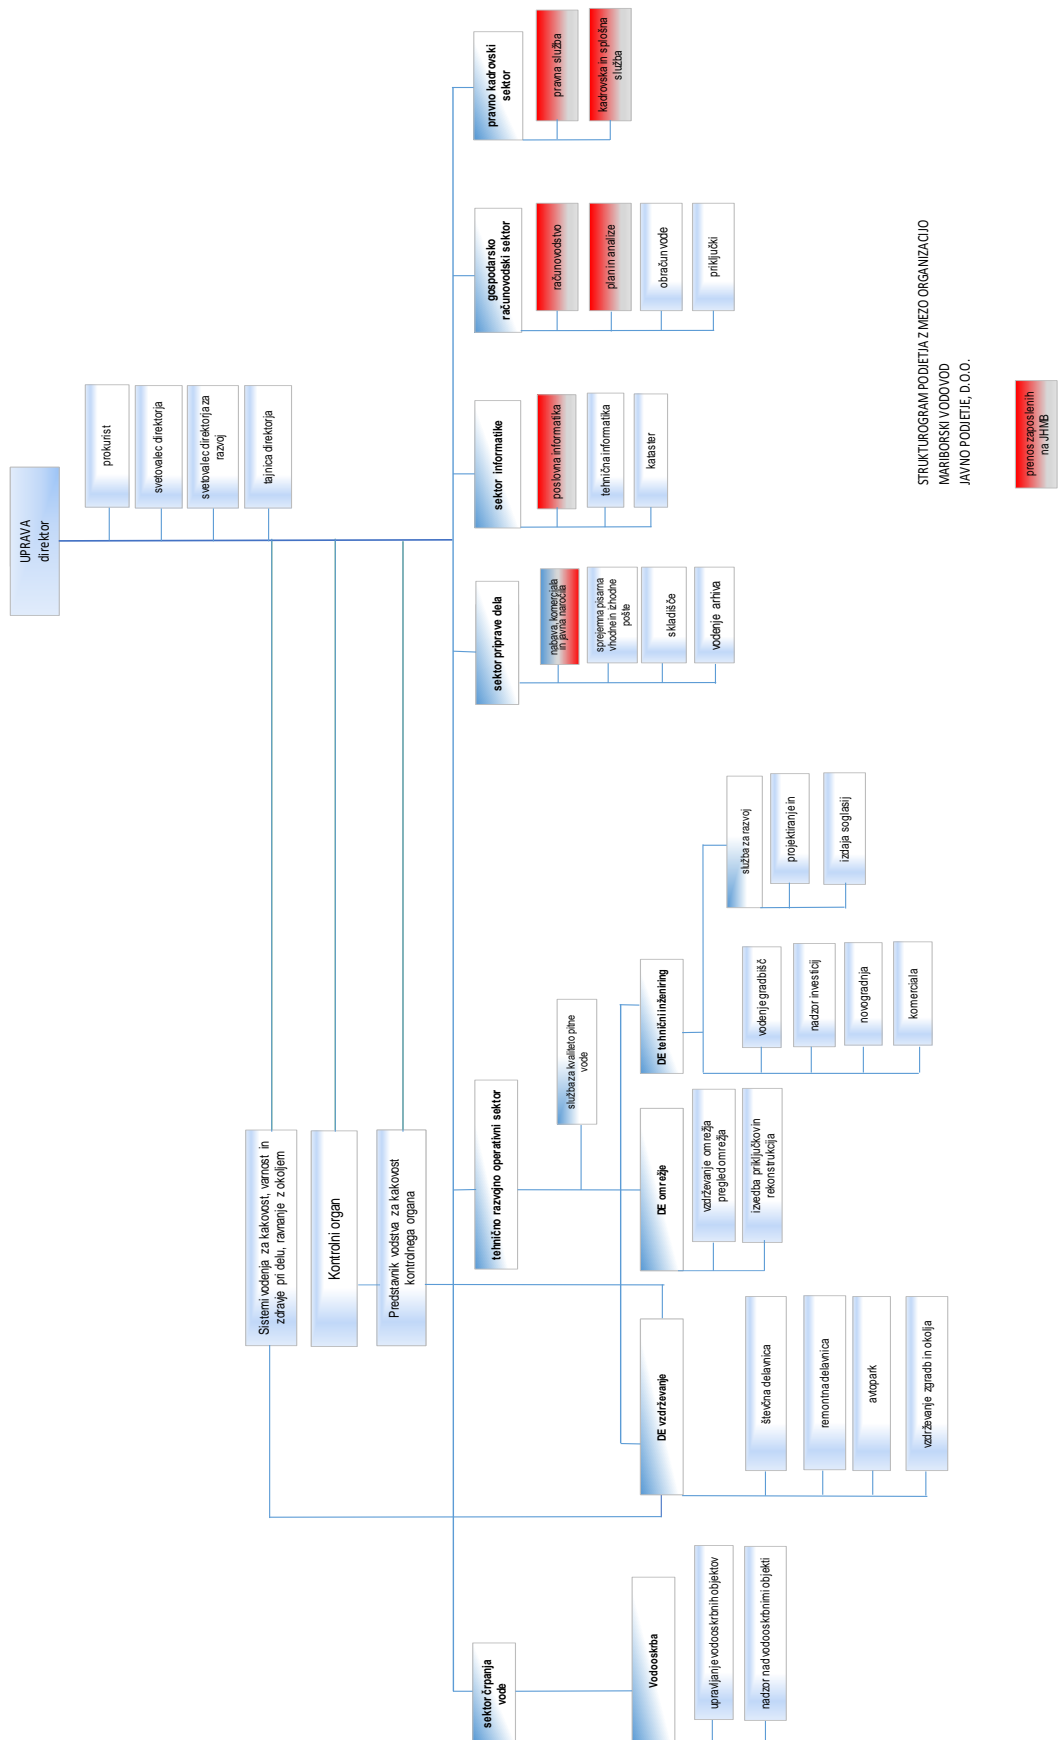 UPRAVA
direktor
prokurist
svetovalec direktorja
svetovalec direktorja za
razvoj
tajnica direktorja
Sistemi vodenja za kakovost, varnost in
zdravje pri delu, ravnanje z okoljem
Kontrolni organ
Predstavnik vodstva za kakovost
kontrolnega organa
sektor črpanja
vode
tehnično razvojno operativni sektor
sektor priprave dela
sektor informatike
gospodarsko
računovodski sektor
pravno kadrovski
sektor
Vodooskrba
upravljanje vodooskrbnih objektov
nadzor nad vodooskrbnimi objekti
služba za kvaliteto pitne
vode
DE vzdrževanje
števčna delavnica
remontna delavnica
avtopark
vzdrževanje zgradb in okolja
DE omrežje
vzdrževanje omrežja
pregled omrežja
izvedba priključkov in
rekonstrukcija
DE tehnični inženiring
vodenje gradbišč
nadzor investicij
novogradnja
komerciala
služba za razvoj
projektiranje in
izdaja soglasij
nabava, komerciala
in javna naročila
sprejemna pisarna
vhodne in izhodne
pošte
skladišče
vodenje arhiva
poslovna informatika
tehnična informatika
kataster
računovodstvo
plan in analize
obračun vode
priključki
pravna služba
kadrovska in splošna
služba
STRUKTUROGRAM PODJETJA Z MEZO ORGANIZACIJO
MARIBORSKI VODOVOD
JAVNO PODJETJE, D.O.O.
prenos zaposlenih
na JHMB